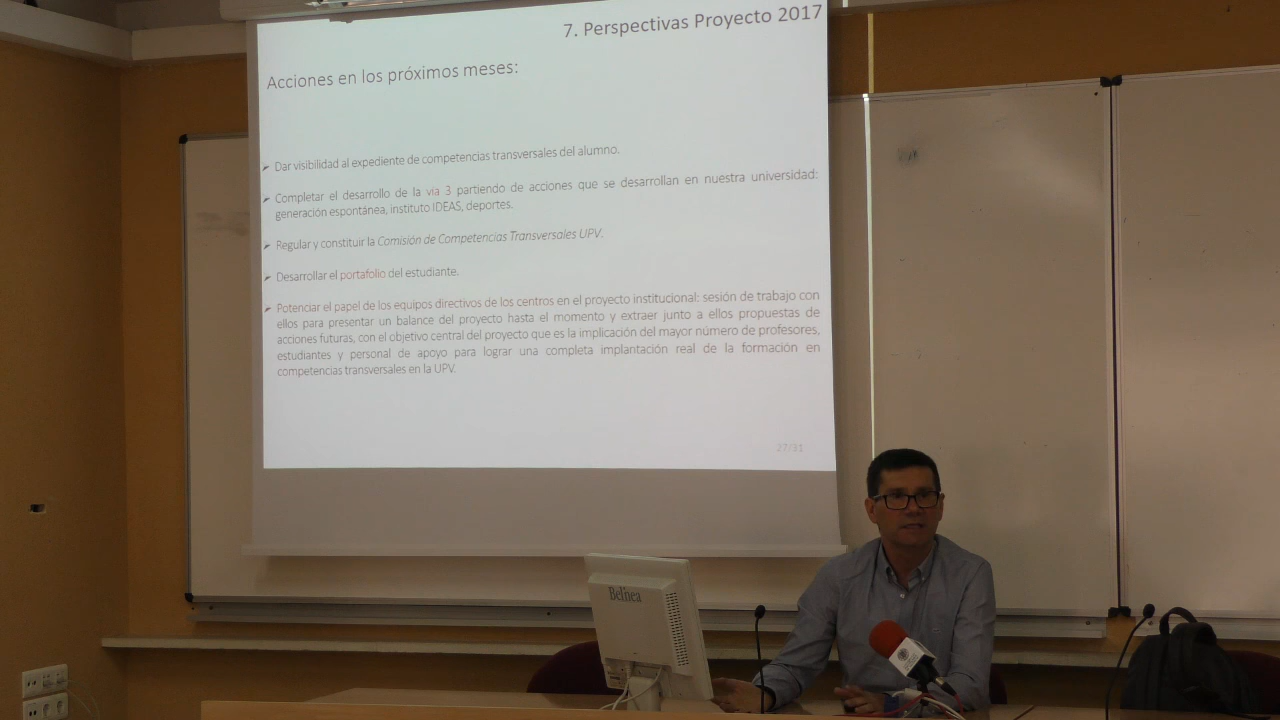 7. Perspectivas Proyecto 2017
Acciones en los próximos meses:
➢ Dar visibilidad al expediente de competencias transversales del alumno.
➢ Completar el desarrollo de la vía 3 partiendo de acciones que se desarrollan en nuestra universidad:
generación espontánea, instituto IDEAS, deportes.
➢ Regular y constituir la Comisión de Competencias Transversales UPV.
➢ Desarrollar el portafolio del estudiante.
➢ Potenciar el papel de los equipos directivos de los centros en el proyecto institucional: sesión de trabajo con
ellos para presentar un balance del proyecto hasta el momento y extraer junto a ellos propuestas de
acciones futuras, con el objetivo central del proyecto que es la implicación del mayor número de profesores,
estudiantes y personal de apoyo para lograr una completa implantación real de la formación en
competencias transversales en la UPV.
27/31
Belinea